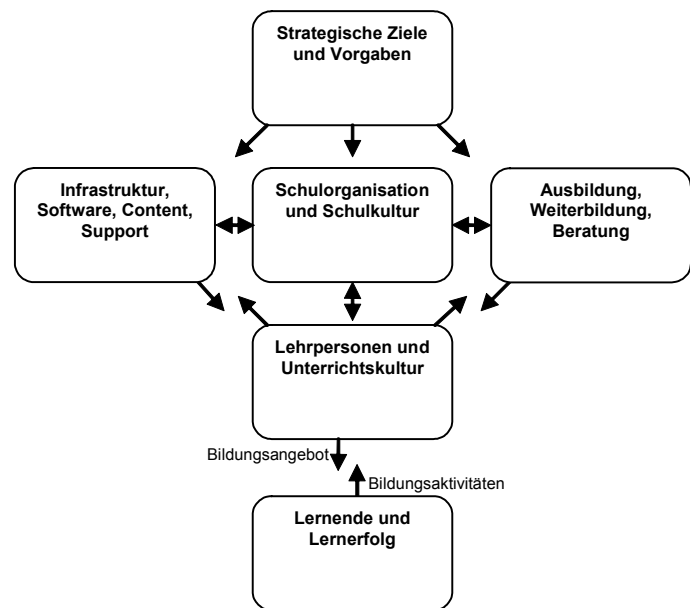 Strategische Ziele
und Vorgaben
Infrastruktur,
Software, Content,
Support
Schulorganisation
und Schulkultur
Ausbildung,
Weiterbildung,
Beratung
Lehrpersonen und
Unterrichtskultur
Bildungsangebot
Bildungsaktivitäten
Lernende und
Lernerfolg